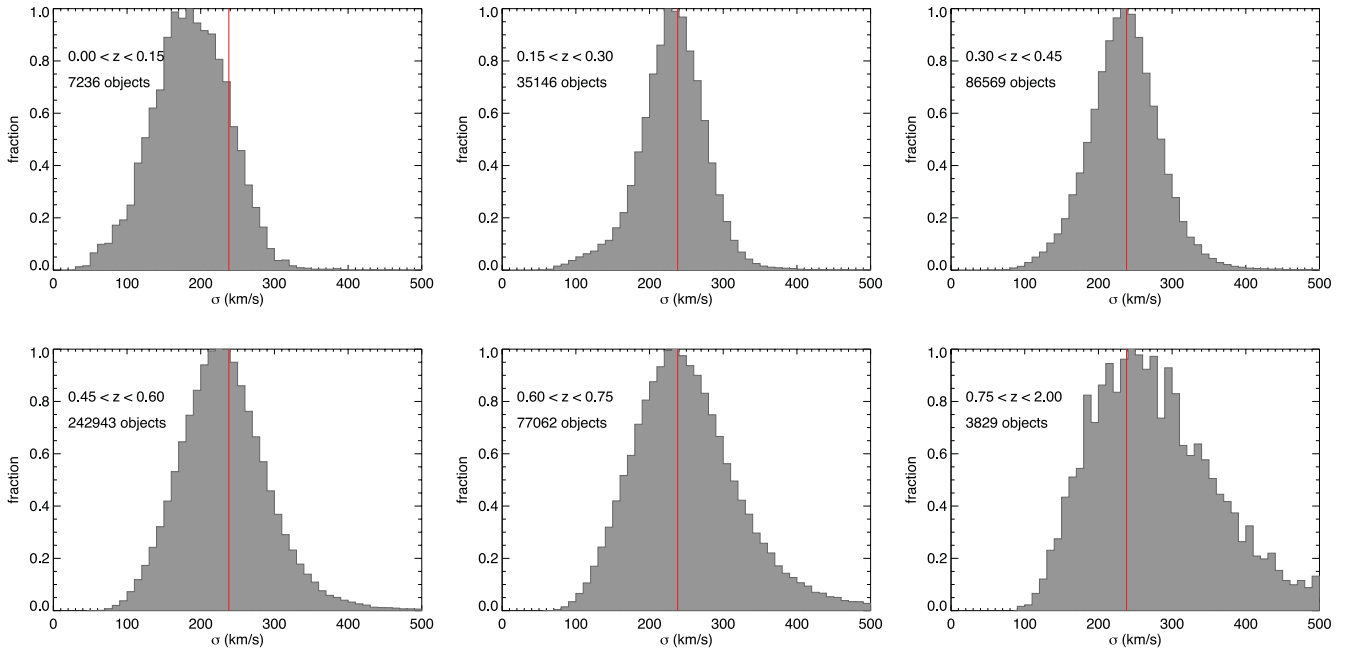 1.0
0.8
0.6
0.4
0.2
0.0
fraction
0.00 < z < 0.15
7236 objects
0 100 200 300 400 500
σ (km/s)
1.0
0.8
0.6
0.4
0.2
0.0
fraction
0.15 < z < 0.30
35146 objects
0 100 200 300 400 500
σ (km/s)
1.0
0.8
0.6
0.4
0.2
0.0
fraction
0.30 < z < 0.45
86569 objects
0 100 200 300 400 500
σ (km/s)
1.0
0.8
0.6
0.4
0.2
0.0
fraction
0.45 < z < 0.60
242943 objects
0 100 200 300 400 500
σ (km/s)
1.0
0.8
0.6
0.4
0.2
0.0
fraction
0.60 < z < 0.75
77062 objects
0 100 200 300 400 500
σ (km/s)
1.0
0.8
0.6
0.4
0.2
0.0
fraction
0.75 < z < 2.00
3829 objects
0 100 200 300 400 500
σ (km/s)